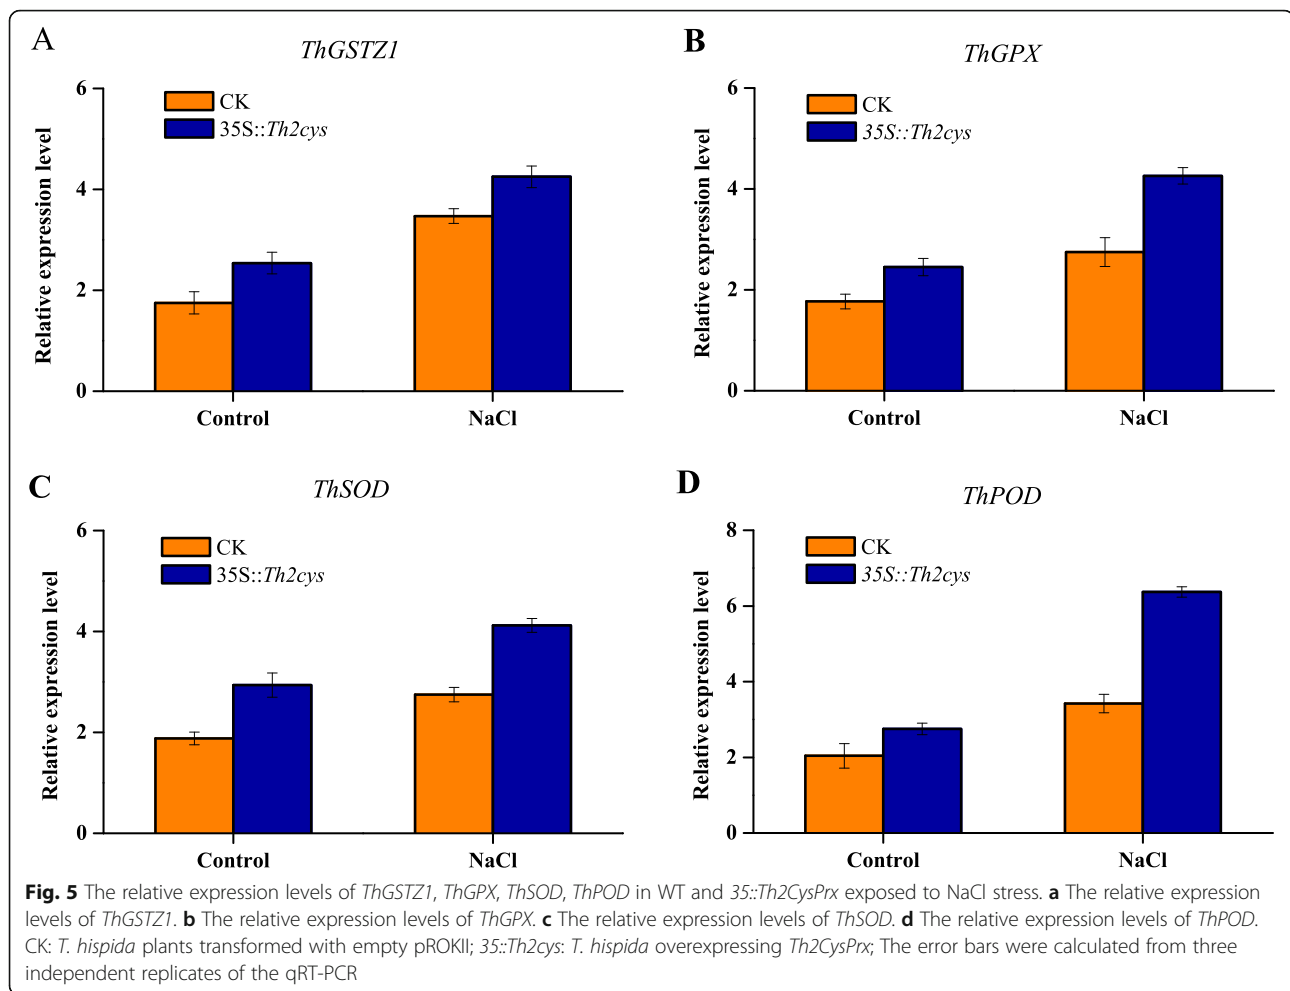 A
ThGSTZ1
6
4
2
0
Relative expression level
CK
35S::Th2cys
Control
NaCl
B
ThGPX
6
4
2
0
Relative expression level
CK
35S::Th2cys
Control
NaCl
C
ThSOD
6
4
2
0
Relative expression level
CK
35S::Th2cys
Control
NaCl
D
ThPOD
8
6
4
2
0
Relative expression level
CK
35S::Th2cys
Control
NaCl
Fig. 5 The relative expression levels of ThGSTZ1, ThGPX, ThSOD, ThPOD in WT and 35::Th2CysPrx exposed to NaCl stress. a The relative expression
levels of ThGSTZ1. b The relative expression levels of ThGPX. c The relative expression levels of ThSOD. d The relative expression levels of ThPOD.
CK: T. hispida plants transformed with empty pROKII; 35::Th2cys: T. hispida overexpressing Th2CysPrx; The error bars were calculated from three
independent replicates of the qRT-PCR